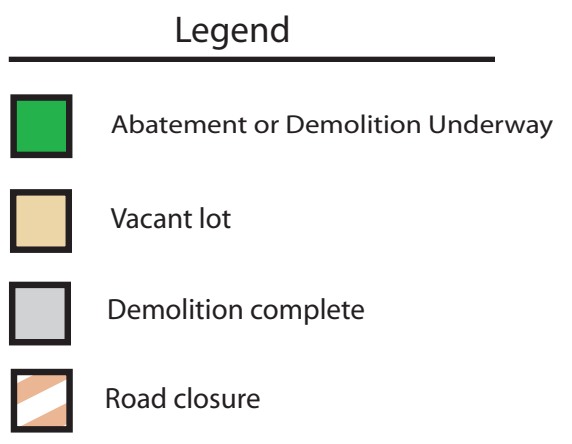 Legend
Abatement or Demolition Underway
Vacant lot
Demolition complete
Road closure